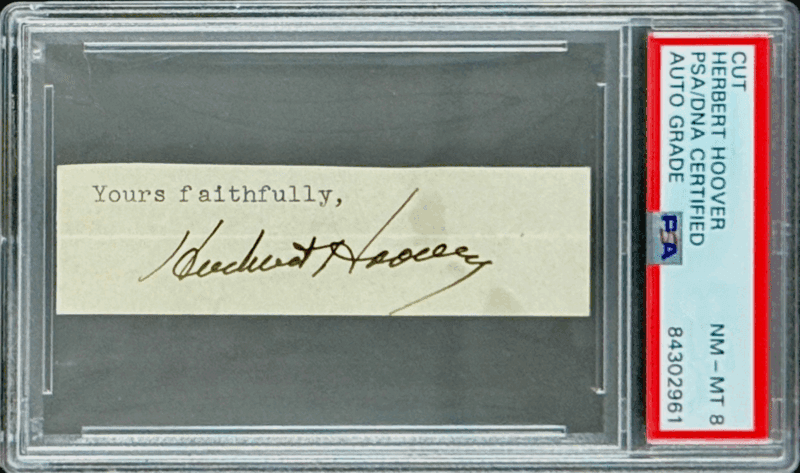 Yours faithfully,
Herbert Hoover
CUT
HERBERT HOOVER
PSA/DNA CERTIFIED
AUTO GRADE
NM-MT 8
PSA
84302961